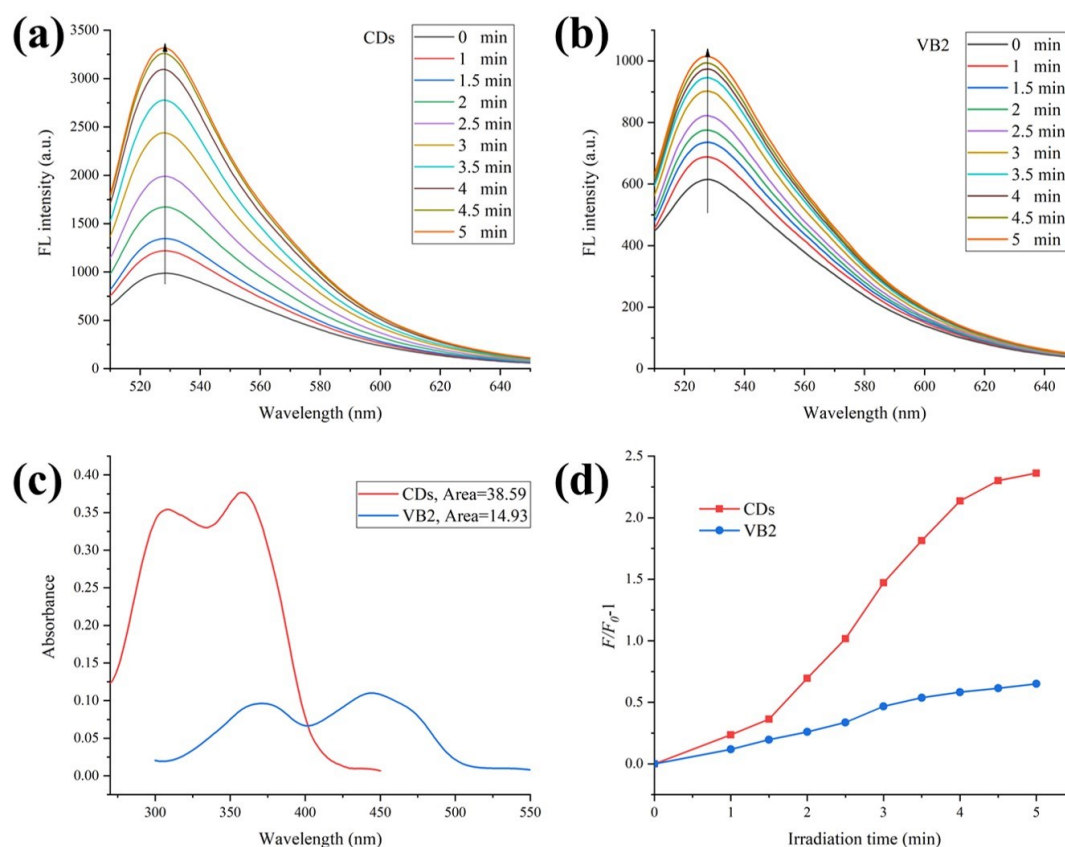 (a)
CDs
0 min
1 min
1.5 min
2 min
2.5 min
3 min
3.5 min
4 min
4.5 min
5 min
3500
3000
2500
2000
1500
1000
500
0
FL intensity (a.u.)
520 540 560 580 600 620 640
Wavelength (nm)
(b)
VB2
0 min
1 min
1.5 min
2 min
2.5 min
3 min
3.5 min
4 min
4.5 min
5 min
1000
800
600
400
200
0
FL intensity (a.u.)
520 540 560 580 600 620 640
Wavelength (nm)
(c)
CDs, Area=38.59
VB2, Area=14.93
0.40
0.35
0.30
0.25
0.20
0.15
0.10
0.05
0.00
Absorbance
300 350 400 450 500 550
Wavelength (nm)
(d)
CDs
VB2
2.5
2.0
1.5
1.0
0.5
0.0
F/F0-1
0 1 2 3 4 5
Irradiation time (min)